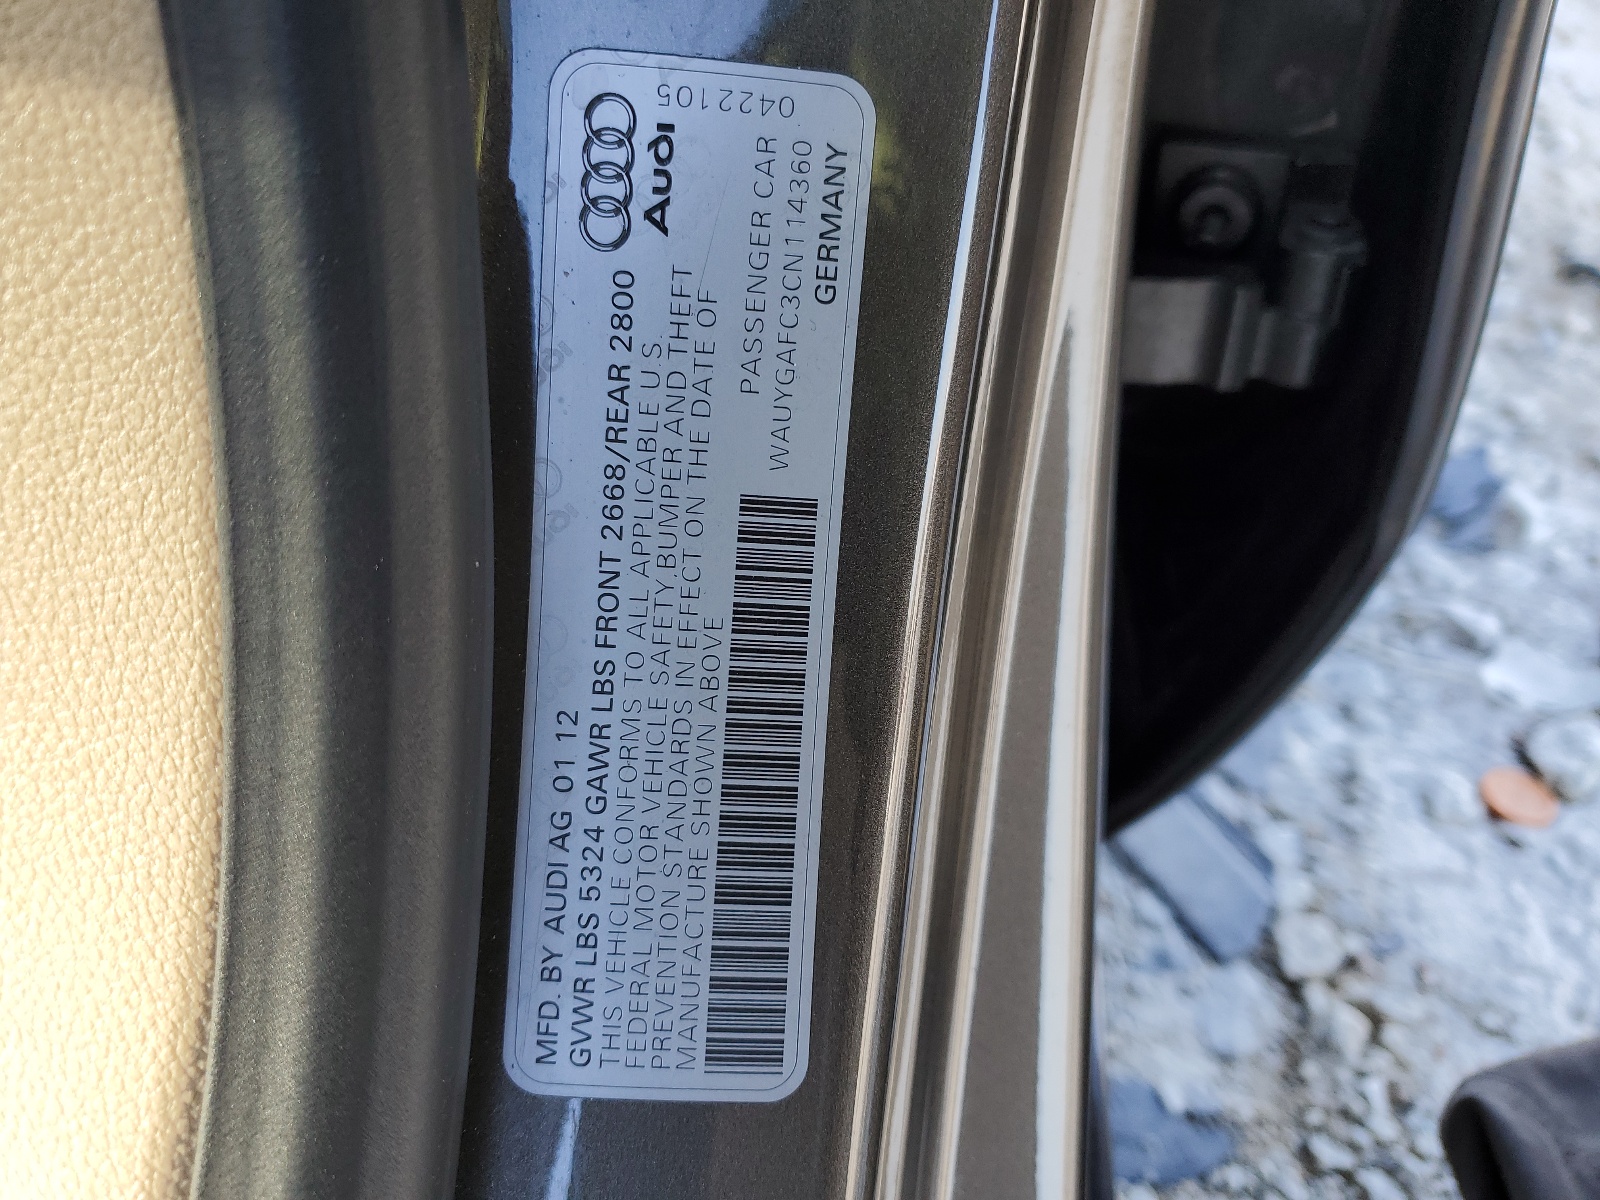 MFD. BY AUDI AG 01 12
GVWR LBS 5324 GAWR LBS FRONT 2668/REAR 2800
THIS VEHICLE CONFORMS TO ALL APPLICABLE U.S.
FEDERAL MOTOR VEHICLE SAFETY,BUMPER AND THEFT
PREVENTION STANDARDS IN EFFECT ON THE DATE OF
MANUFACTURE SHOWN ABOVE
PASSENGER CAR
WAUYGAFC3CN114360
GERMANY
Audi
0422105